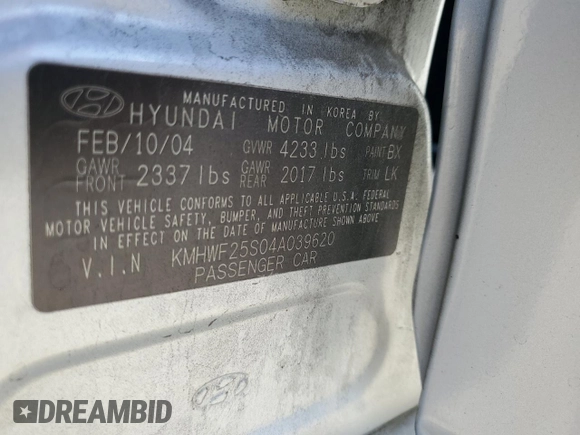 MANUFACTURED IN KOREA BY
HYUNDAI MOTOR COMPANY
FEB/10/04 GVWR 4233 lbs PAINT BX
GAWR FRONT 2337 lbs GAWR REAR 2017 lbs TRIM LK
THIS VEHICLE CONFORMS TO ALL APPLICABLE U.S.A. FEDERAL
MOTOR VEHICLE SAFETY, BUMPER, AND THEFT PREVENTION STANDARDS
IN EFFECT ON THE DATE OF MANUFACTURE SHOWN ABOVE.
V.I.N KMHWF25S04A039620
PASSENGER CAR
DREAMBID